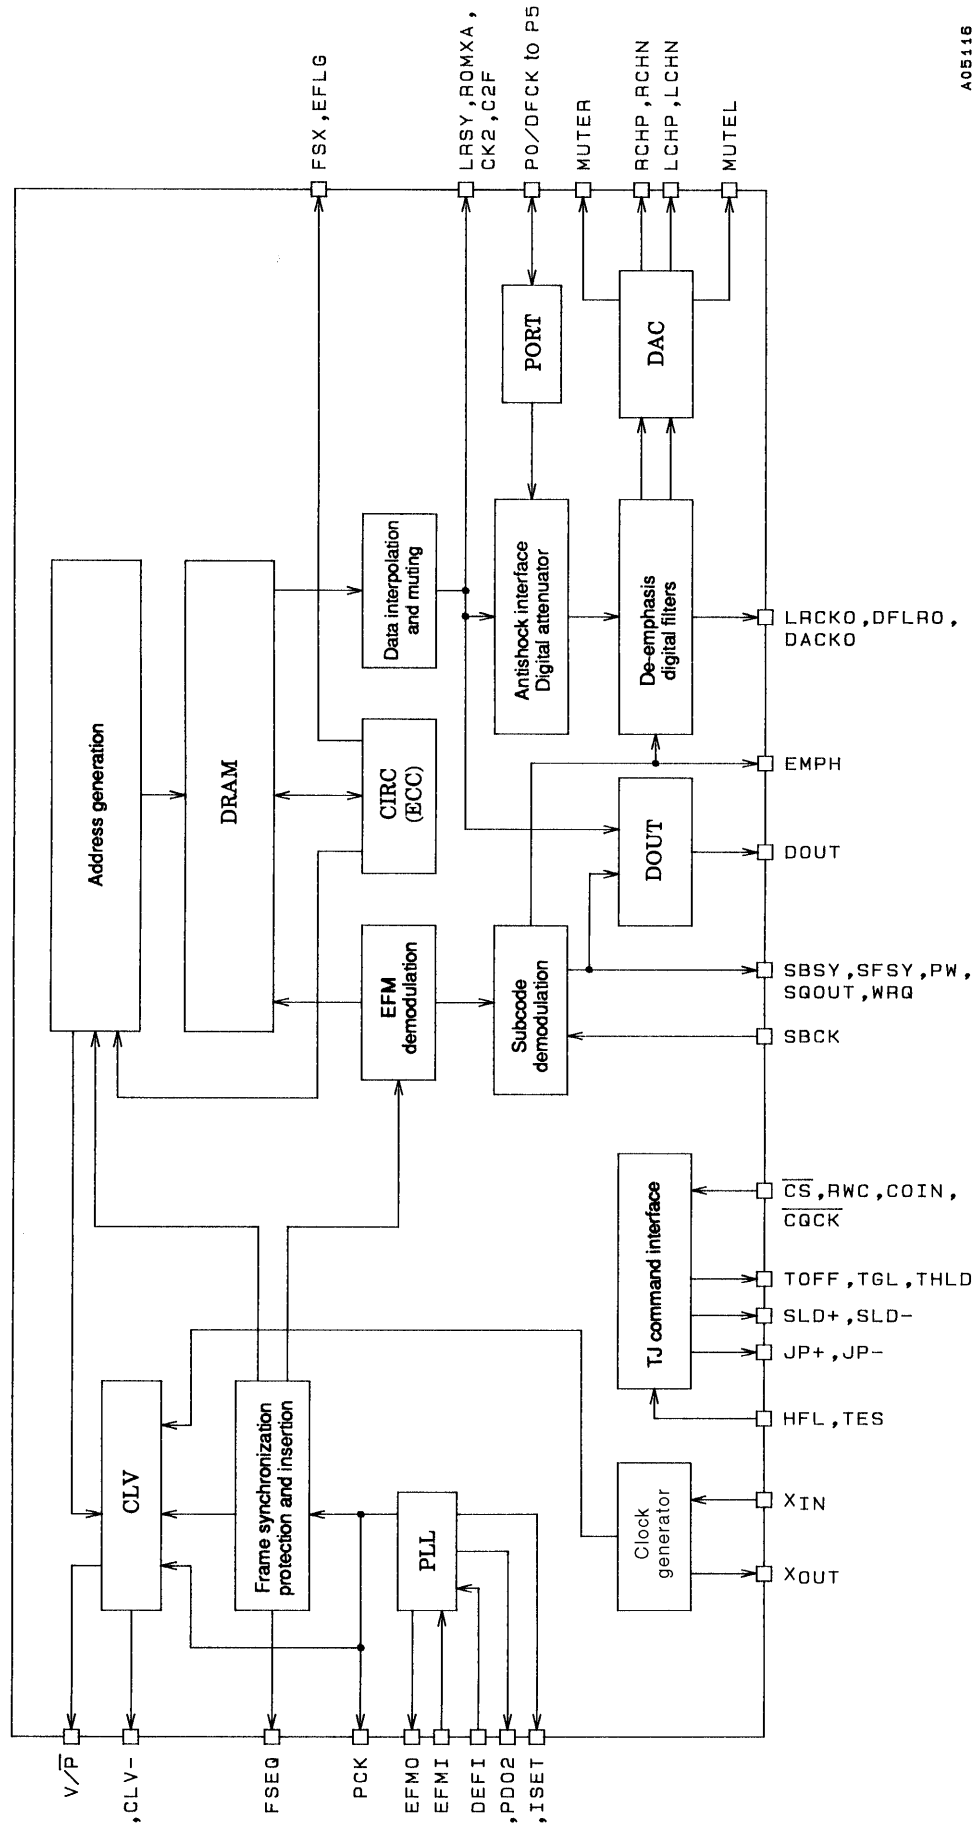 V/P
,CLV-
FSEQ
PCK
EFMO
EFMI
DEFI
,PDO2
,ISET
CLV
Frame synchronization
protection and insertion
PLL
Address generation
DRAM
EFM
demodulation
CIRC
(ECC)
Data interpolation
and muting
Subcode
demodulation
Antishock interface
Digital attenuator
PORT
Clock
generator
TJ command interface
DOUT
De-emphasis
digital filters
DAC
FSX,EFLG
LRSY,ROMXA,
CK2,C2F
P0/DFCK to P5
MUTER
RCHP,RCHN
LCHP,LCHN
MUTEL
XOUT
XIN
HFL,TES
JP+,JP-
SLD+,SLD-
TOFF,TGL,THLD
CS,RWC,COIN,
CQCK
SBCK
SBSY,SFSY,PW,
SQOUT,WRQ
DOUT
EMPH
LRCKO,DFLRO,
DACKO
A05116